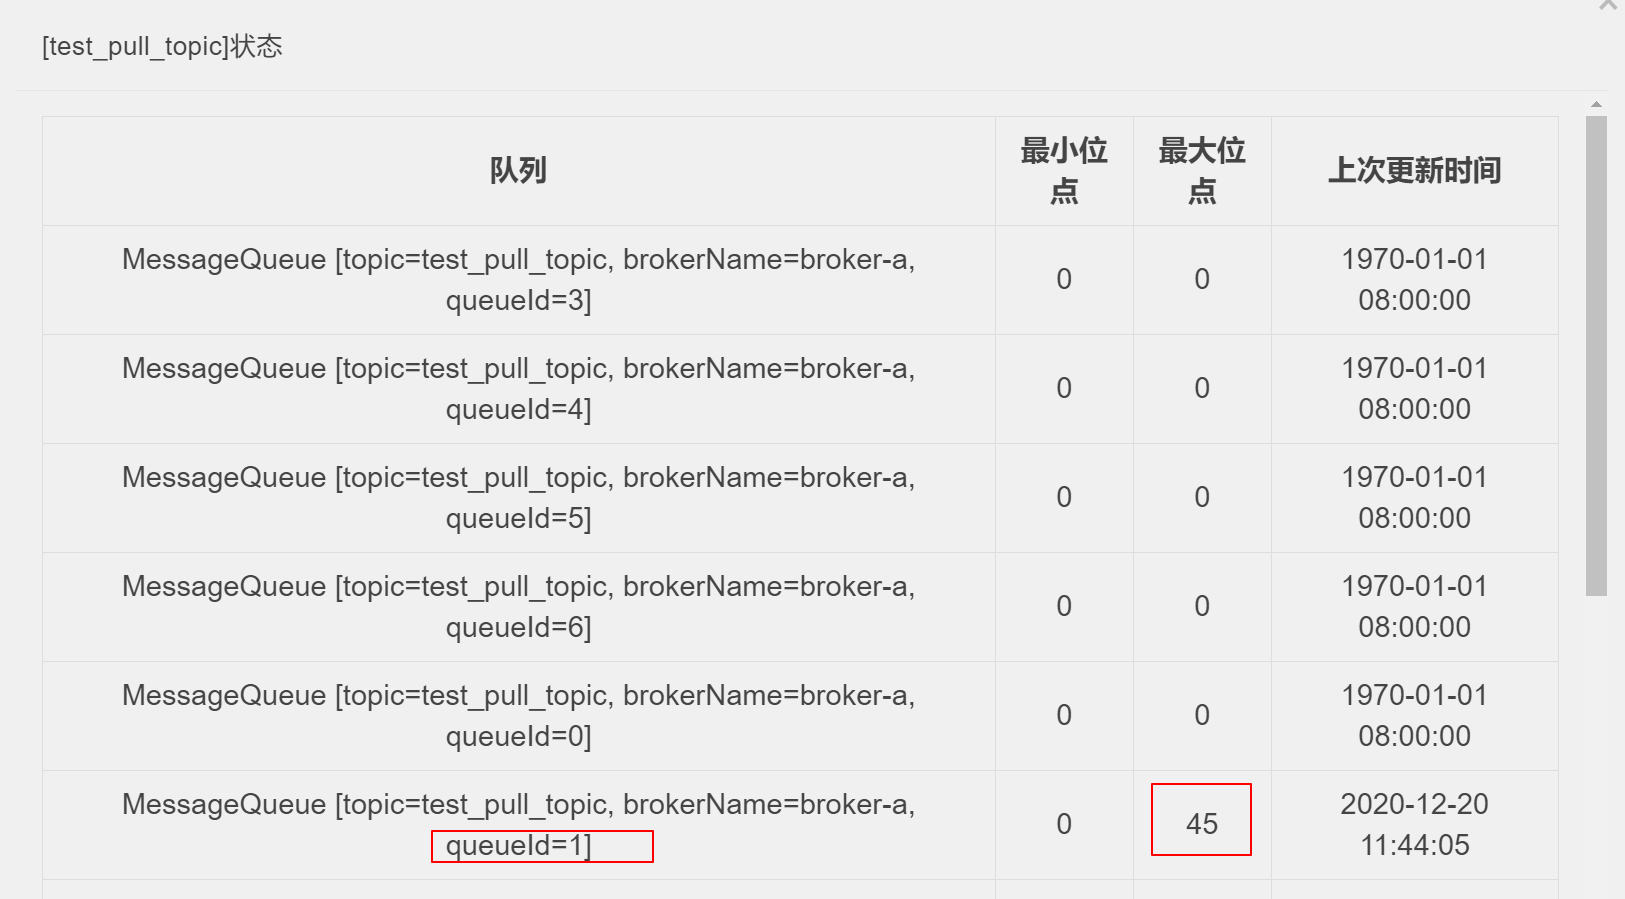 [test_pull_topic]状态
队列
最小位
点
最大位
点
上次更新时间
MessageQueue [topic=test_pull_topic, brokerName=broker-a,
queueId=3]
0
0
1970-01-01
08:00:00
MessageQueue [topic=test_pull_topic, brokerName=broker-a,
queueId=4]
0
0
1970-01-01
08:00:00
MessageQueue [topic=test_pull_topic, brokerName=broker-a,
queueId=5]
0
0
1970-01-01
08:00:00
MessageQueue [topic=test_pull_topic, brokerName=broker-a,
queueId=6]
0
0
1970-01-01
08:00:00
MessageQueue [topic=test_pull_topic, brokerName=broker-a,
queueId=0]
0
0
1970-01-01
08:00:00
MessageQueue [topic=test_pull_topic, brokerName=broker-a,
queueId=1]
0
45
2020-12-20
11:44:05